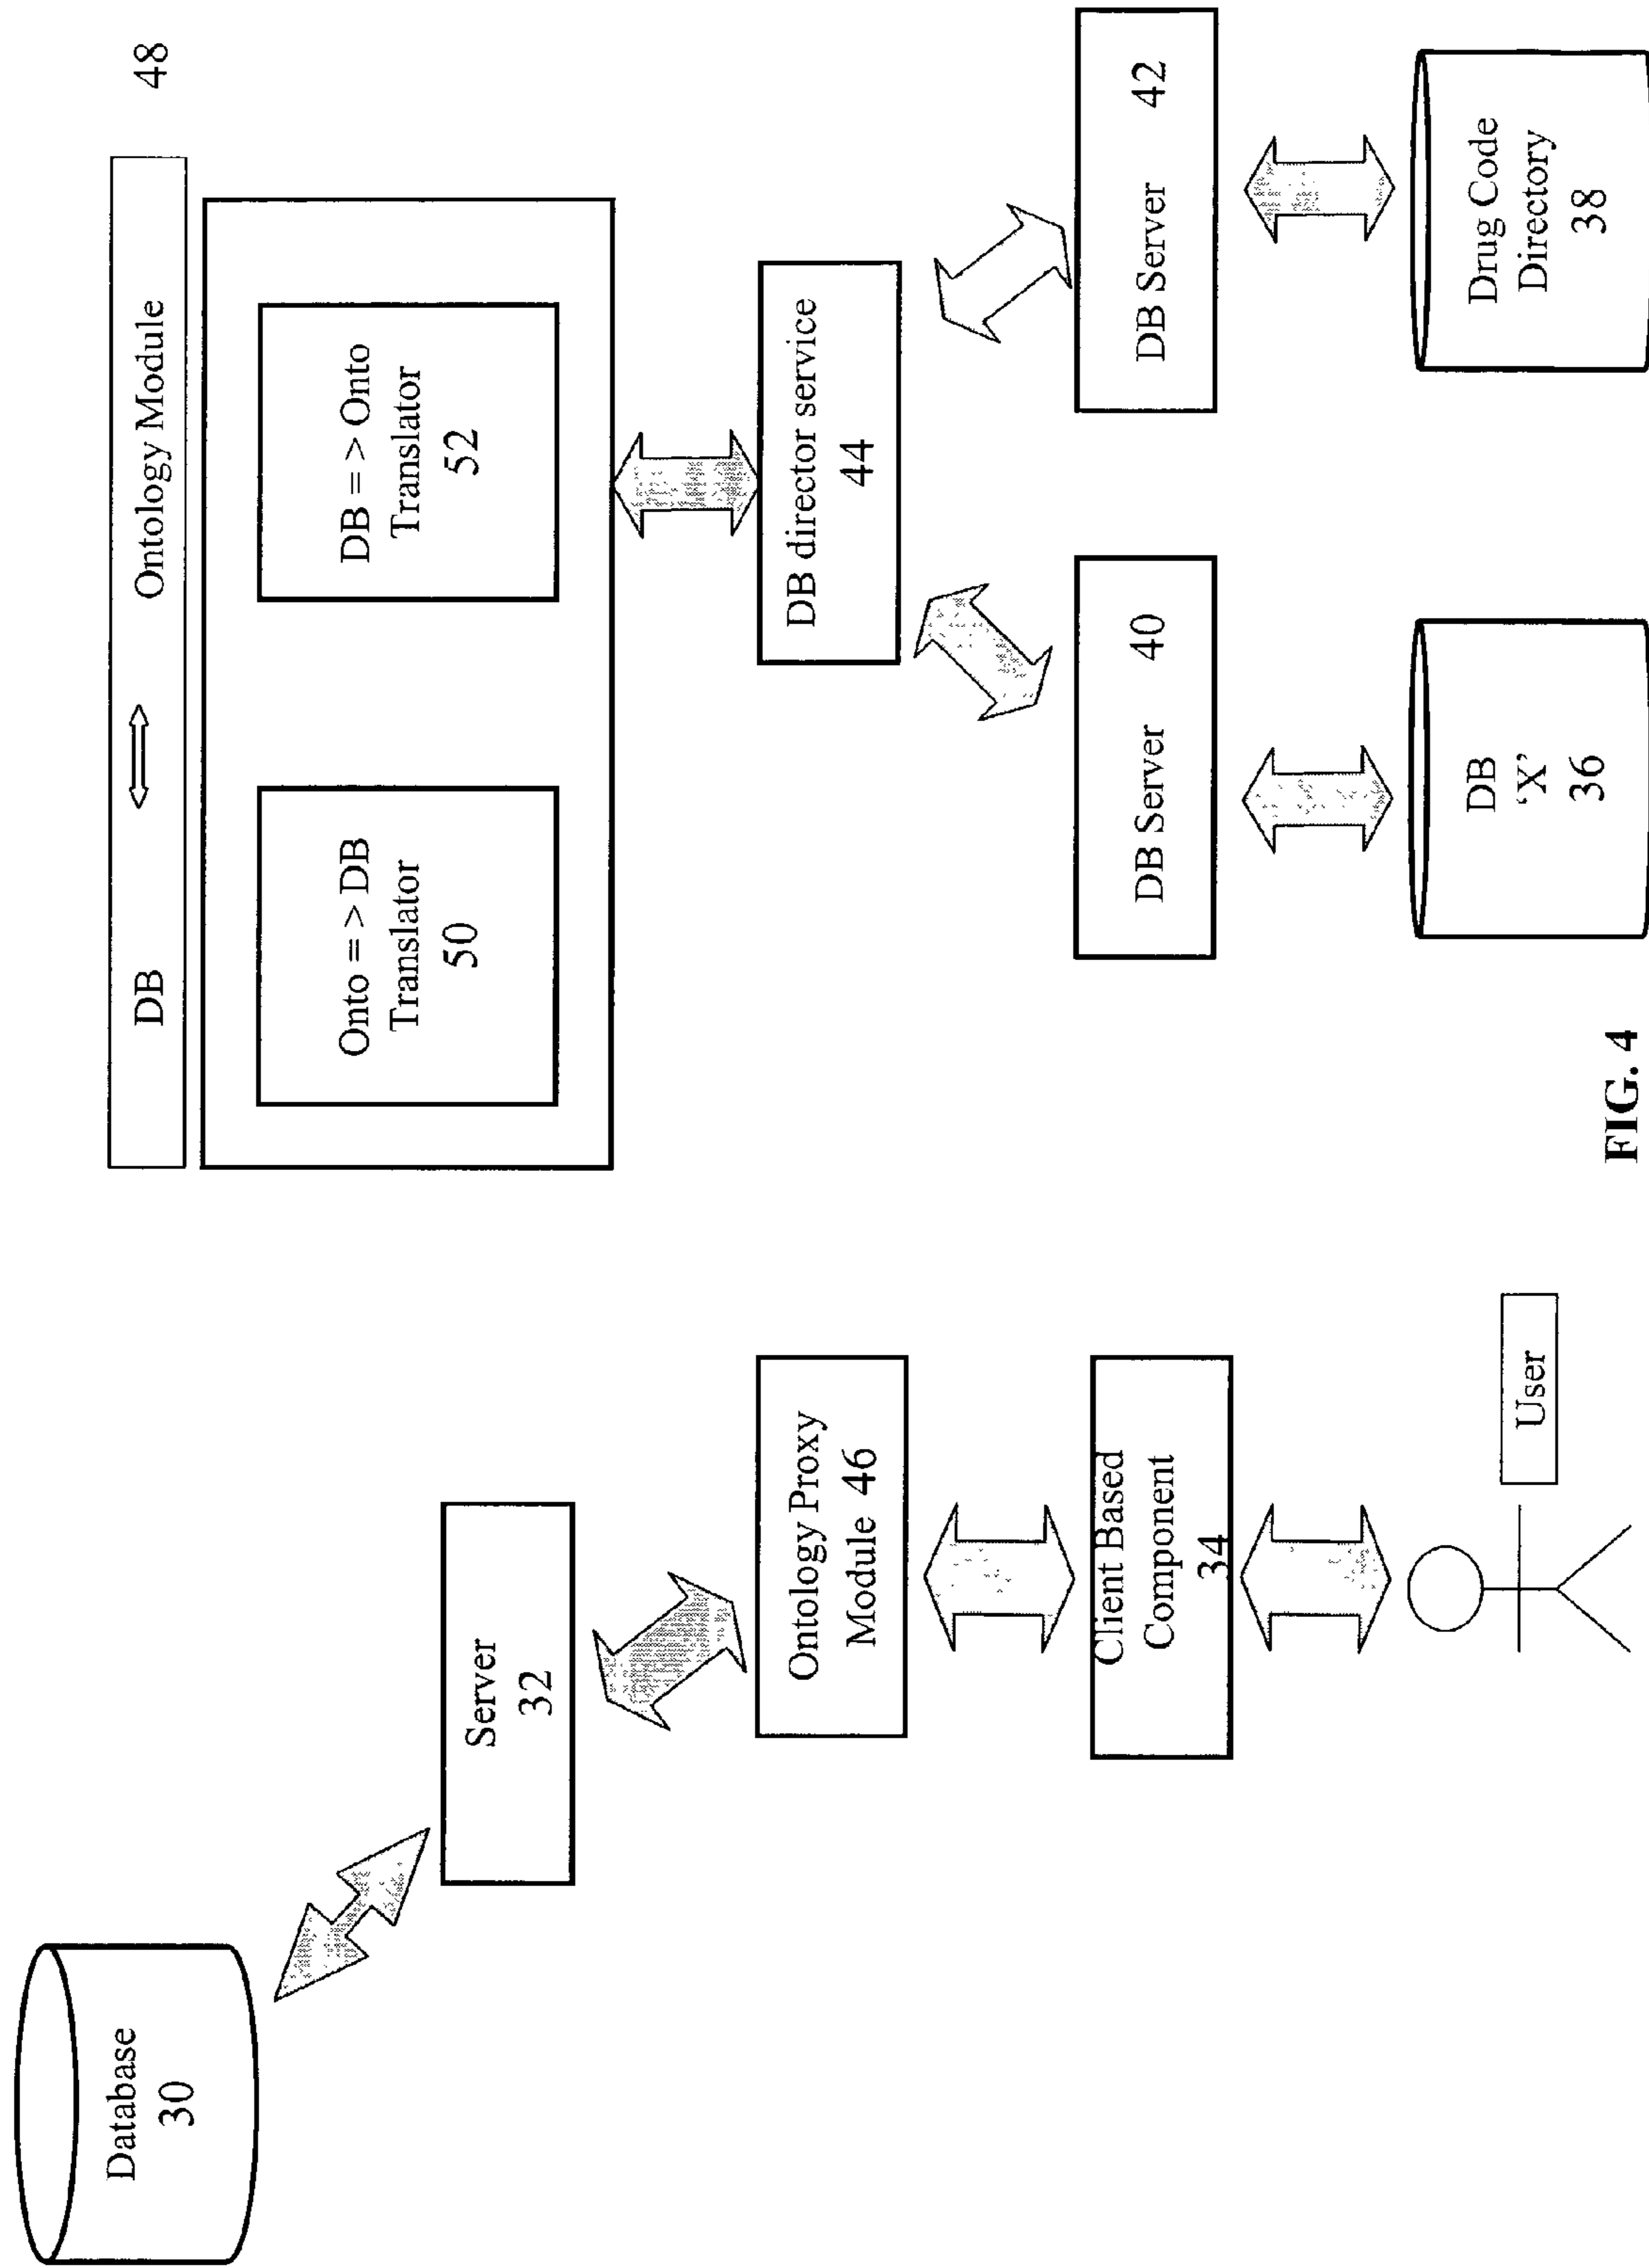 Database
30
Server
32
Ontology Proxy
Module 46
Client Based
Component
34
User
DB ⇔ Ontology Module 48
Onto = > DB
Translator
50
DB = > Onto
Translator
52
DB director service
44
DB Server 40
DB Server 42
DB
‘X’
36
Drug Code
Directory
38
FIG. 4